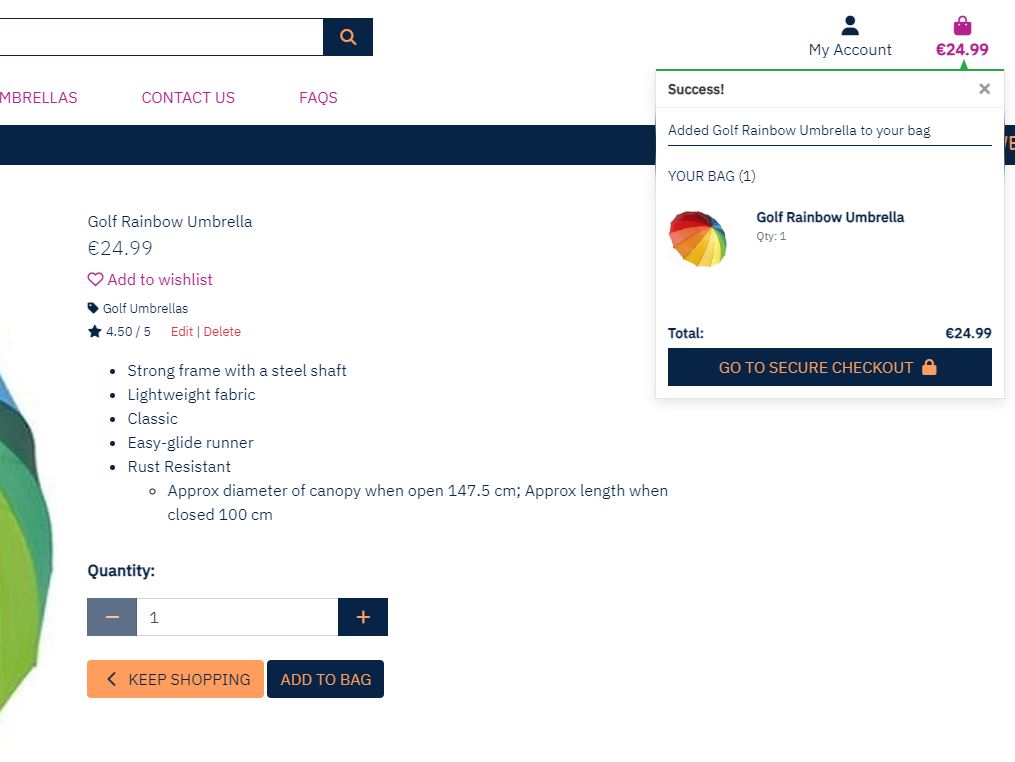 My Account
€24.99
MBRELLAS
CONTACT US
FAQS
Success!
×
Added Golf Rainbow Umbrella to your bag
YOUR BAG (1)
Golf Rainbow Umbrella
Qty: 1
Total:
€24.99
GO TO SECURE CHECKOUT
Golf Rainbow Umbrella
€24.99
Add to wishlist
Golf Umbrellas
4.50 / 5 Edit | Delete
Strong frame with a steel shaft
Lightweight fabric
Classic
Easy-glide runner
Rust Resistant
Approx diameter of canopy when open 147.5 cm; Approx length when
closed 100 cm
Quantity:
1
KEEP SHOPPING
ADD TO BAG